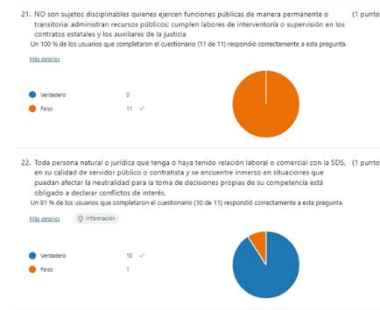 21. NO son sujetos disciplinables quienes ejercen funciones públicas de manera permanente o (1 punto
transitoria: administran recursos públicos: cumplen labores de interventoría o supervisión en los
contratos estatales y los auxiliares de la justicia
Un 100 % de los usuarios que completaron el cuestionario (11 de 11) respondió correctamente a esta pregunta.
Más detalles
Verdadero 0
Falso 11 ✓
22. Toda persona natural o jurídica que tenga o haya tenido relación laboral o comercial con la SDS, (1 punto
en su calidad de servidor público o contratista y se encuentre inmerso en situaciones que
puedan afectar la neutralidad para la toma de decisiones propias de su competencia está
obligado a declarar conflictos de interés.
Un 91 % de los usuarios que completaron el cuestionario (10 de 11) respondió correctamente a esta pregunta.
Más detalles Información
Verdadero 10 ✓
Falso 1